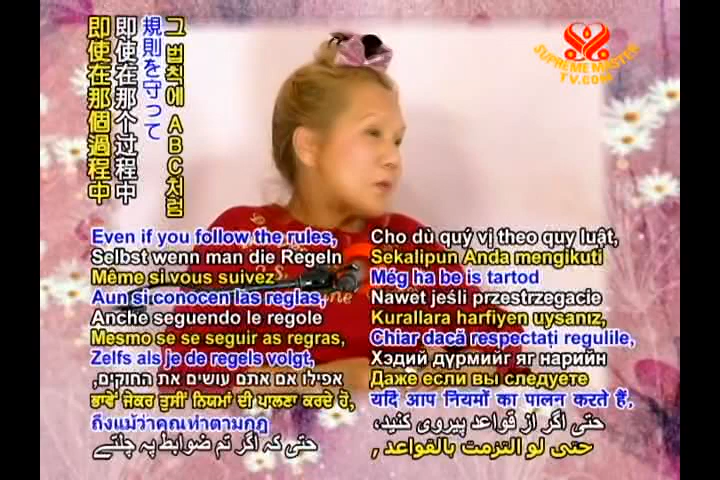 SUPREME MASTER
TV.COM
即使在那個過程中
即使在那个过程中
規則を守って
그 법칙에 ABC처럼
Even if you follow the rules,
Selbst wenn man die Regeln
Même si vous suivez
Aun si conocen las reglas,
Anche seguendo le regole
Mesmo se se seguir as regras,
Zelfs als je de regels volgt,
אפילו אם אתם עושים את החוקים,
ਭਾਵੇਂ ਜੇਕਰ ਤੁਸੀਂ ਨਿਯਮਾਂ ਦੀ ਪਾਲਣਾ ਕਰਦੇ ਹੋ,
ถึงแม้ว่าคุณทำตามกฎ
حتی کہ اگر تم ضوابط پہ چلتے
Cho dù quý vị theo quy luật,
Sekalipun Anda mengikuti
Még ha be is tartod
Nawet jeśli przestrzegacie
Kurallara harfiyen uysanız,
Chiar dacă respectați regulile,
Хэдий дүрмийг яг нарийн
Даже если вы следуете
यदि आप नियमों का पालन करते हैं,
حتی اگر از قواعد پیروی کنید،
حتى لو التزمت بالقواعد ,